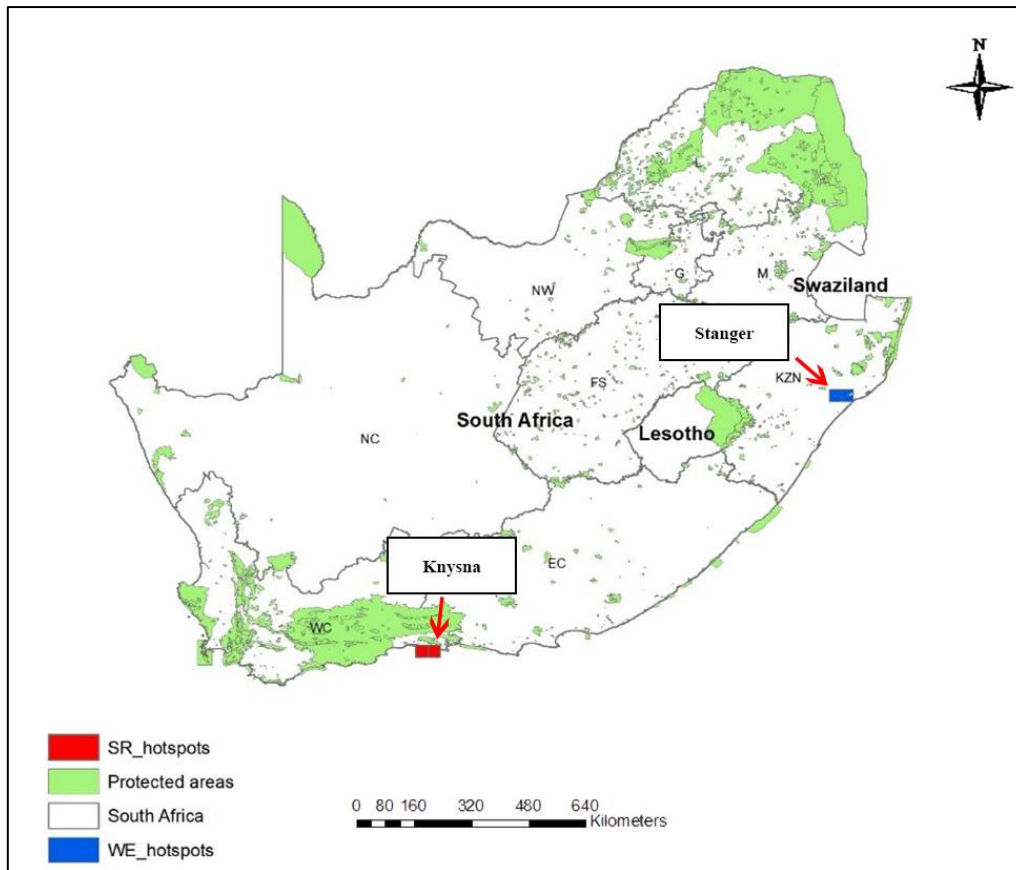 N
L
NW
G
M
Swaziland
Stanger
KZN
FS
South Africa
Lesotho
NC
Knysna
EC
WC
SR_hotspots
Protected areas
South Africa
WE_hotspots
0 80 160 320 480 640
Kilometers